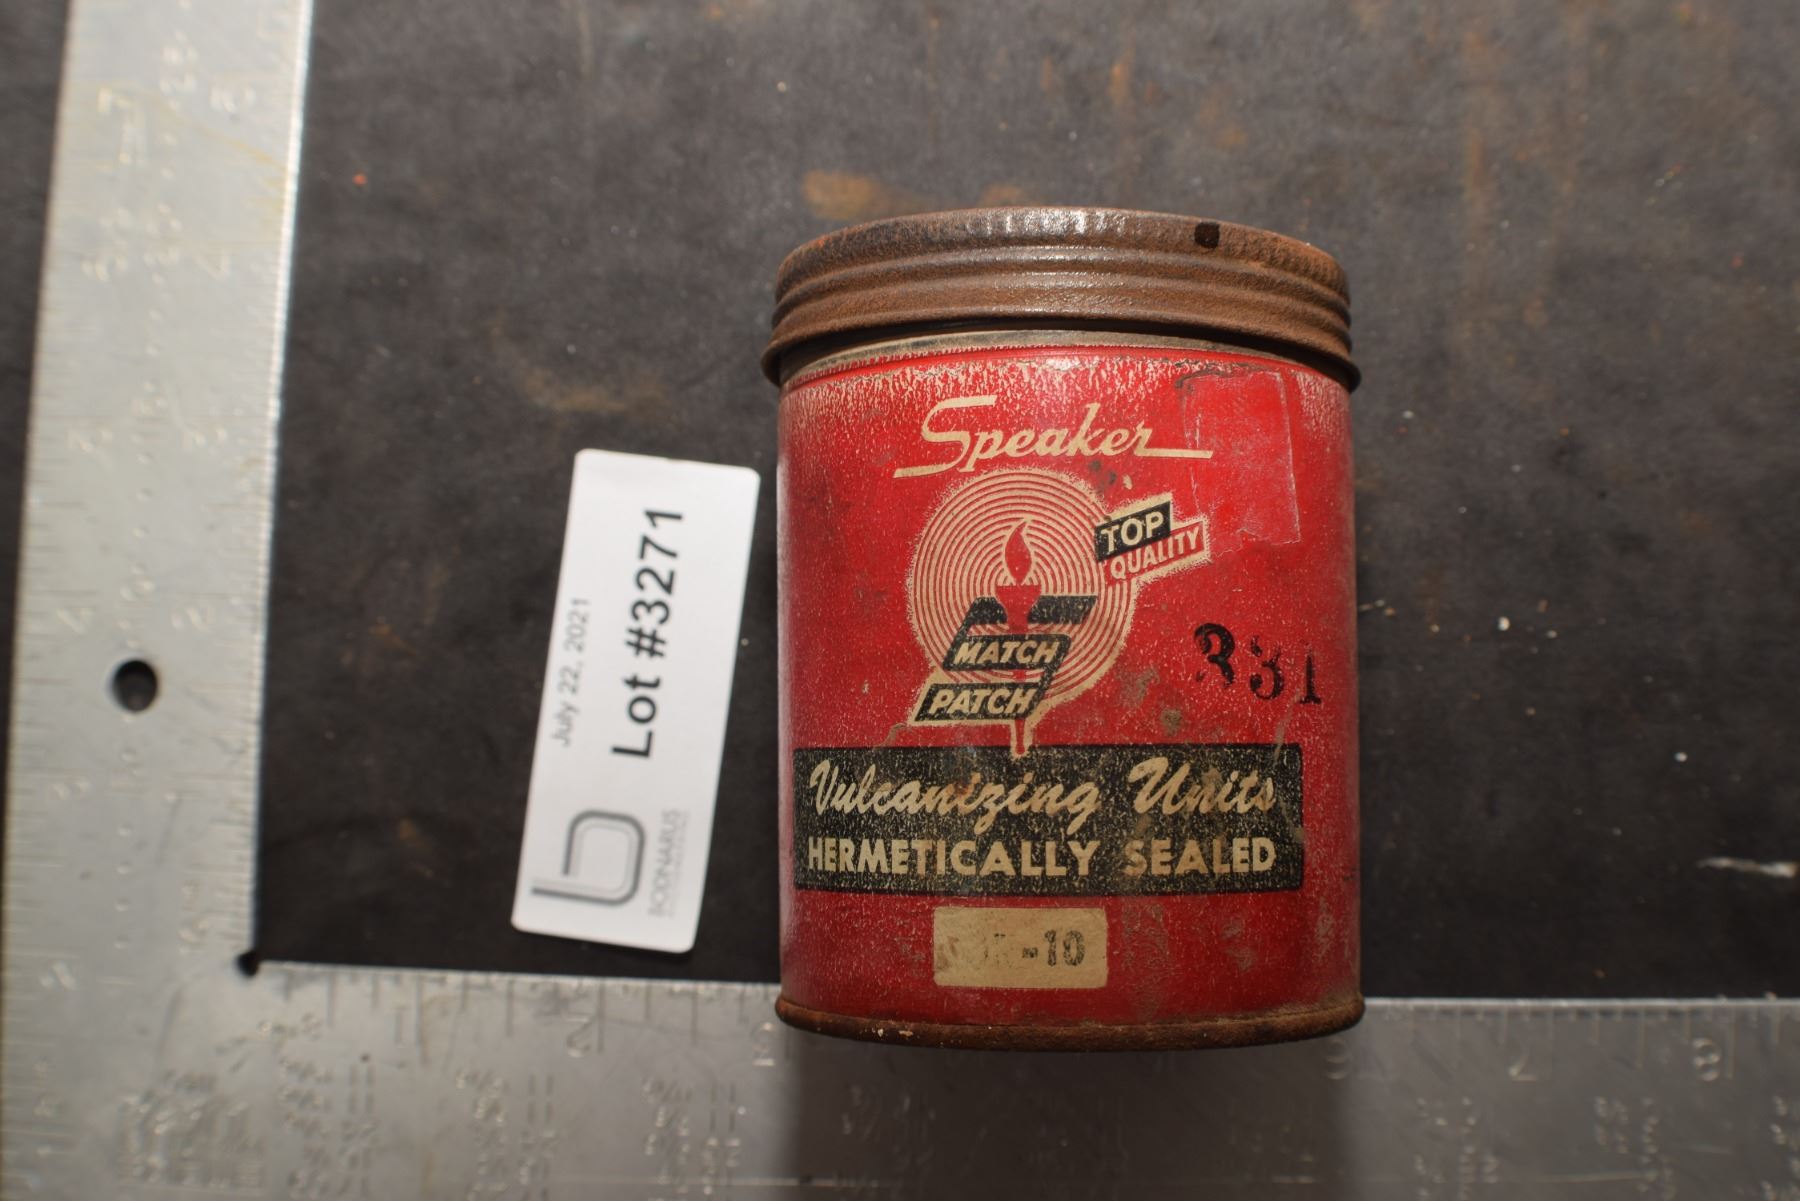 Speaker
TOP
QUALITY
MATCH
PATCH
331
Vulcanizing Units
HERMETICALLY SEALED
-10
July 22, 2021
Lot #3271